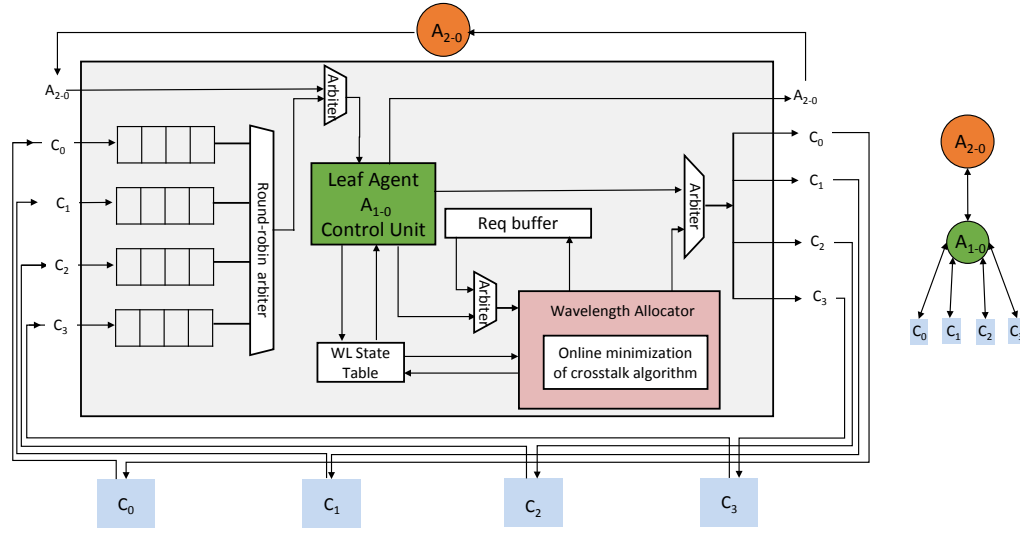 A2-0
A2-0
Arbiter
A2-0
C0
C1
C2
C3
Round-robin arbiter
Leaf Agent
A1-0
Control Unit
Req buffer
Arbiter
Arbiter
WL State
Table
Wavelength Allocator
Online minimization
of crosstalk algorithm
C0
C1
C2
C3
C0
C1
C2
C3
A2-0
A1-0
C0
C1
C2